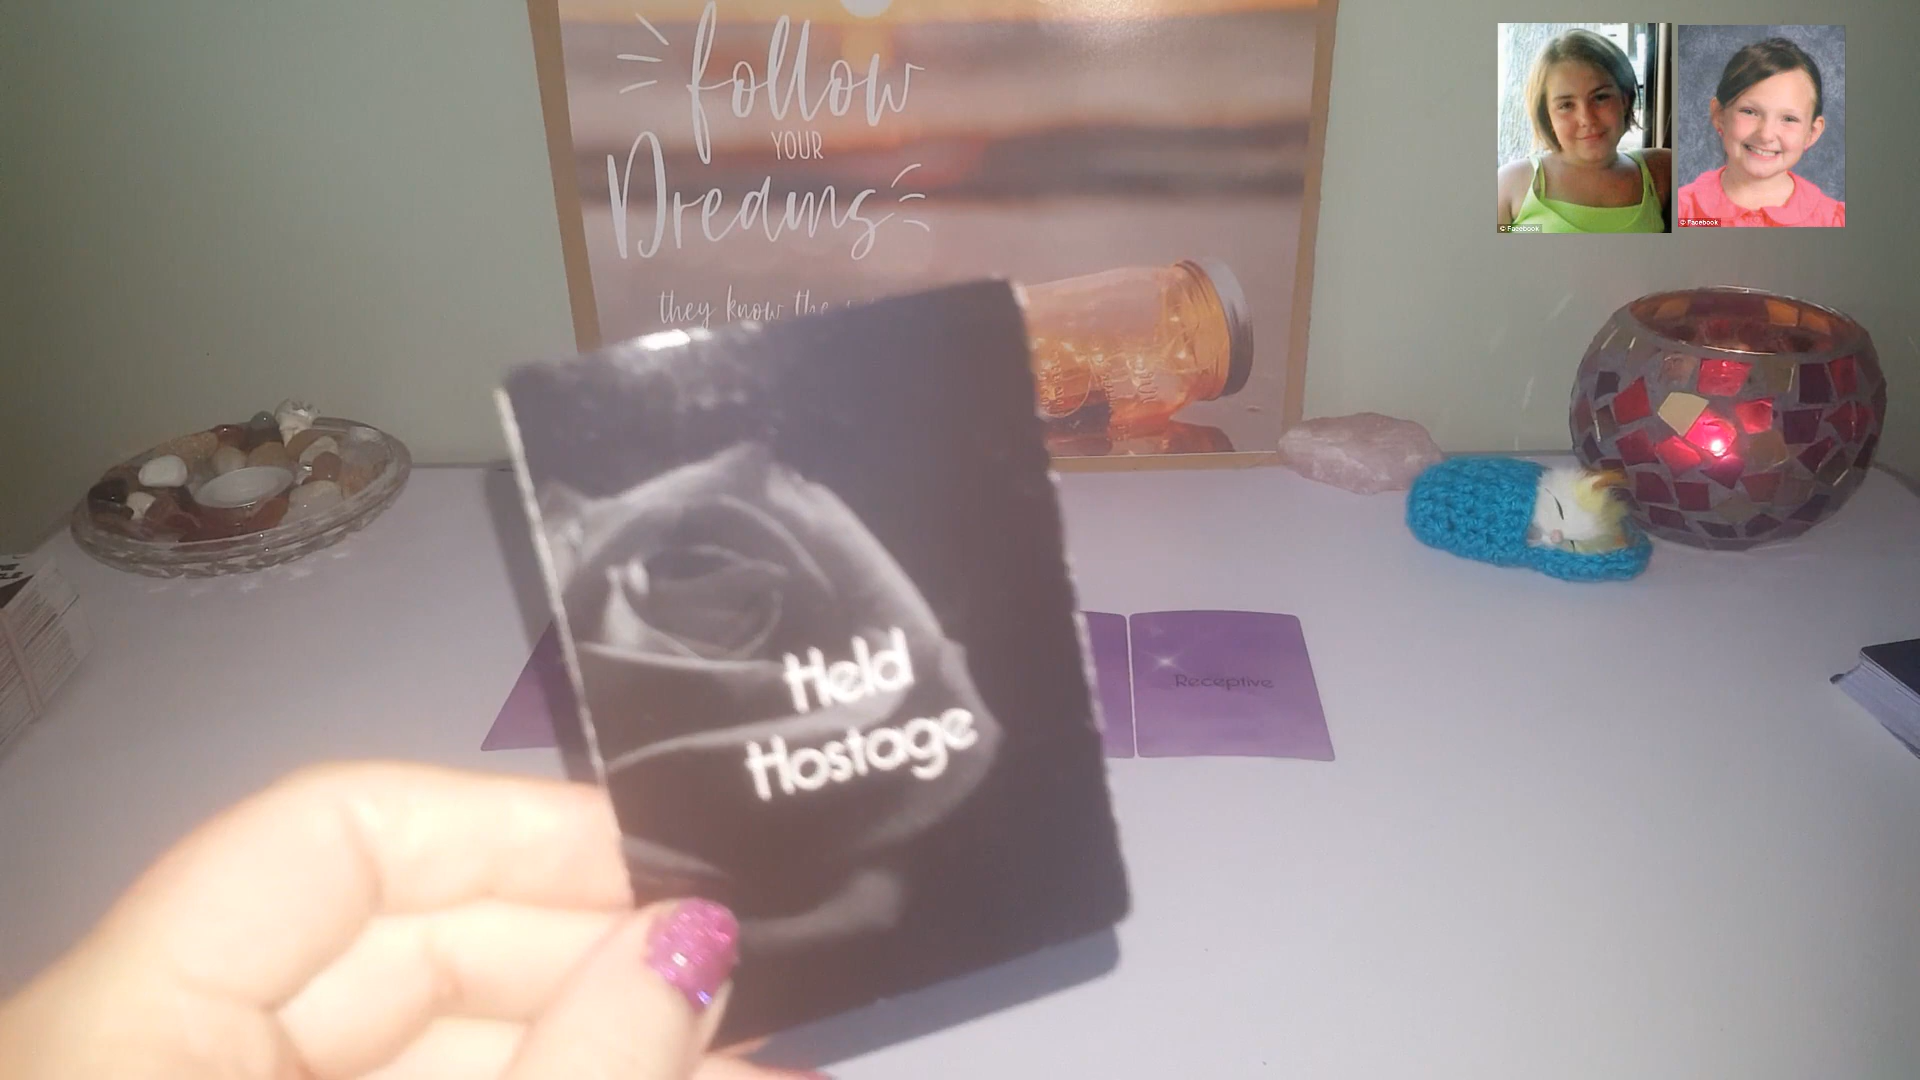 follow
YOUR
Dreams
they know the
Held
Hostage
Receptive
© Facebook
© Facebook